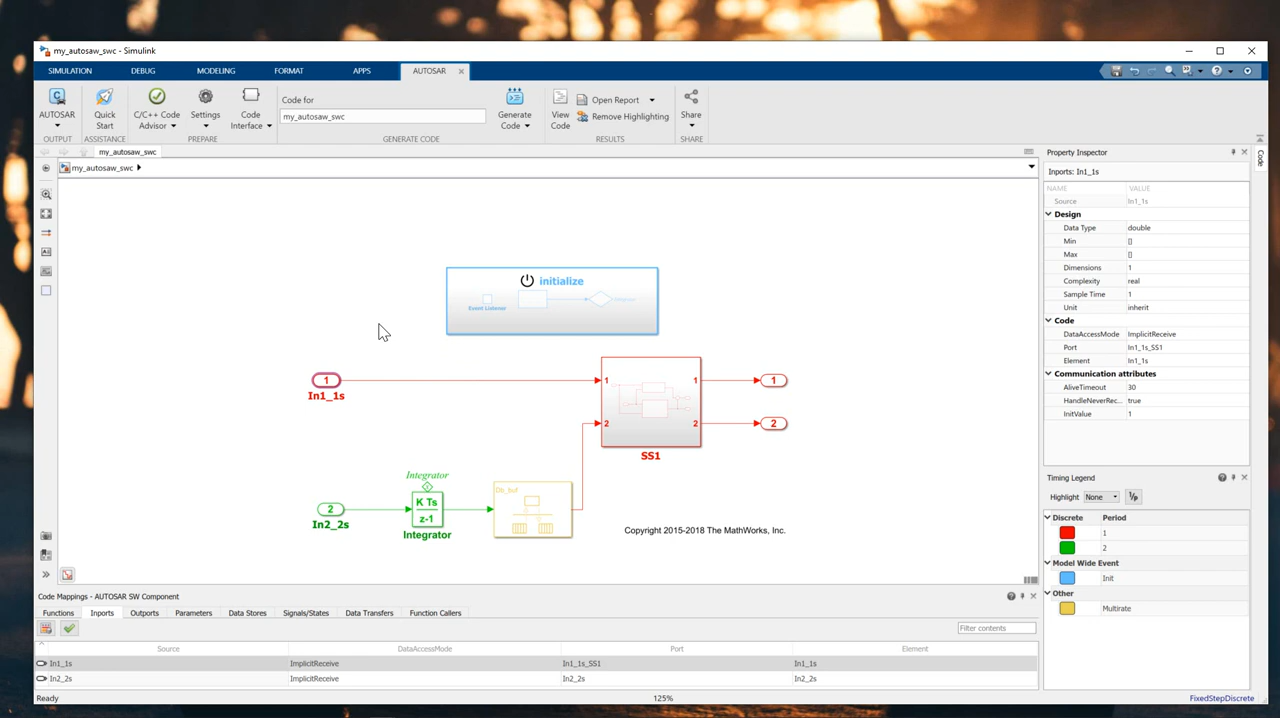 my_autosaw_swc - Simulink
SIMULATION DEBUG MODELING FORMAT APPS AUTOSAR
AUTOSAR
Quick Start
C/C++ Code Advisor
Settings
Code Interface
Code for
my_autosaw_swc
Generate Code
View Code
Open Report
Remove Highlighting
Share
OUTPUT ASSISTANCE PREPARE GENERATE CODE RESULTS SHARE
my_autosaw_swc
my_autosaw_swc
initialize
Event Listener
1
In1_1s
1 1
2 2
SS1
1
2
2
In2_2s
Integrator
K Ts
z-1
Integrator
Db_buf
Copyright 2015-2018 The MathWorks, Inc.
Property Inspector
Code
Inports: In1_1s
NAME VALUE
Source In1_1s
Design
Data Type double
Min []
Max []
Dimensions 1
Complexity real
Sample Time 1
Unit inherit
Code
DataAccessMode ImplicitReceive
Port In1_1s_SS1
Element In1_1s
Communication attributes
AliveTimeout 30
HandleNeverRec... true
InitValue 1
Timing Legend
Highlight None 1/P
Discrete Period
1
2
Model Wide Event
Init
Other
Multirate
Code Mappings - AUTOSAR SW Component
Functions Inports Outports Parameters Data Stores Signals/States Data Transfers Function Callers
Filter contents
Source DataAccessMode Port Element
In1_1s ImplicitReceive In1_1s_SS1 In1_1s
In2_2s ImplicitReceive In2_2s In2_2s
Ready 125% FixedStepDiscrete